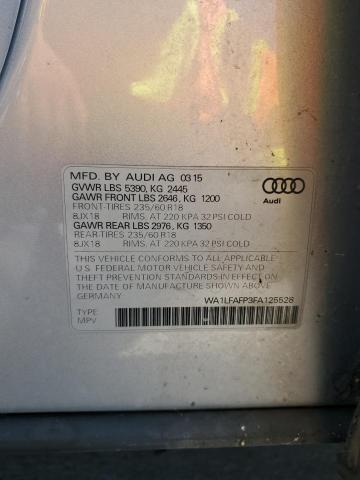 MFD. BY AUDI AG 03 15
GVWR LBS 5390, KG 2445
GAWR FRONT LBS 2646, KG 1200
FRONT-TIRES 235/60 R18
8JX18 RIMS. AT 220 KPA 32 PSI COLD
GAWR REAR LBS 2976, KG 1350
REAR-TIRES 235/60 R18
8JX18 RIMS. AT 220 KPA 32 PSI COLD
Audi
THIS VEHICLE CONFORMS TO ALL APPLICABLE
U.S. FEDERAL MOTOR VEHICLE SAFETY AND
THEFT PREVENTION STANDARDS IN EFFECT ON
THE DATE OF MANUFACTURE SHOWN ABOVE
GERMANY
WA1LFAFP3FA125528
TYPE
MPV